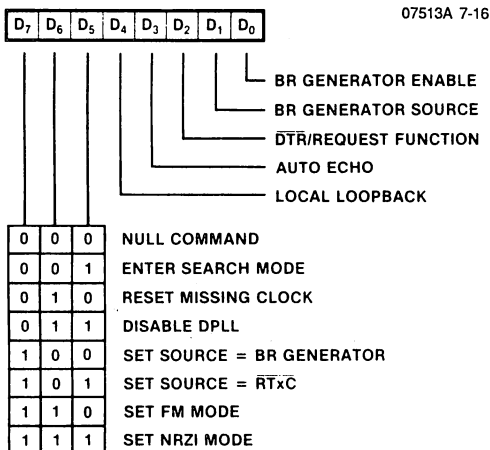 07513A 7-16
D7 D6 D5 D4 D3 D2 D1 D0
BR GENERATOR ENABLE
BR GENERATOR SOURCE
D̅T̅R̅/REQUEST FUNCTION
AUTO ECHO
LOCAL LOOPBACK
0 0 0 NULL COMMAND
0 0 1 ENTER SEARCH MODE
0 1 0 RESET MISSING CLOCK
0 1 1 DISABLE DPLL
1 0 0 SET SOURCE = BR GENERATOR
1 0 1 SET SOURCE = R̅T̅x̅C̅
1 1 0 SET FM MODE
1 1 1 SET NRZI MODE